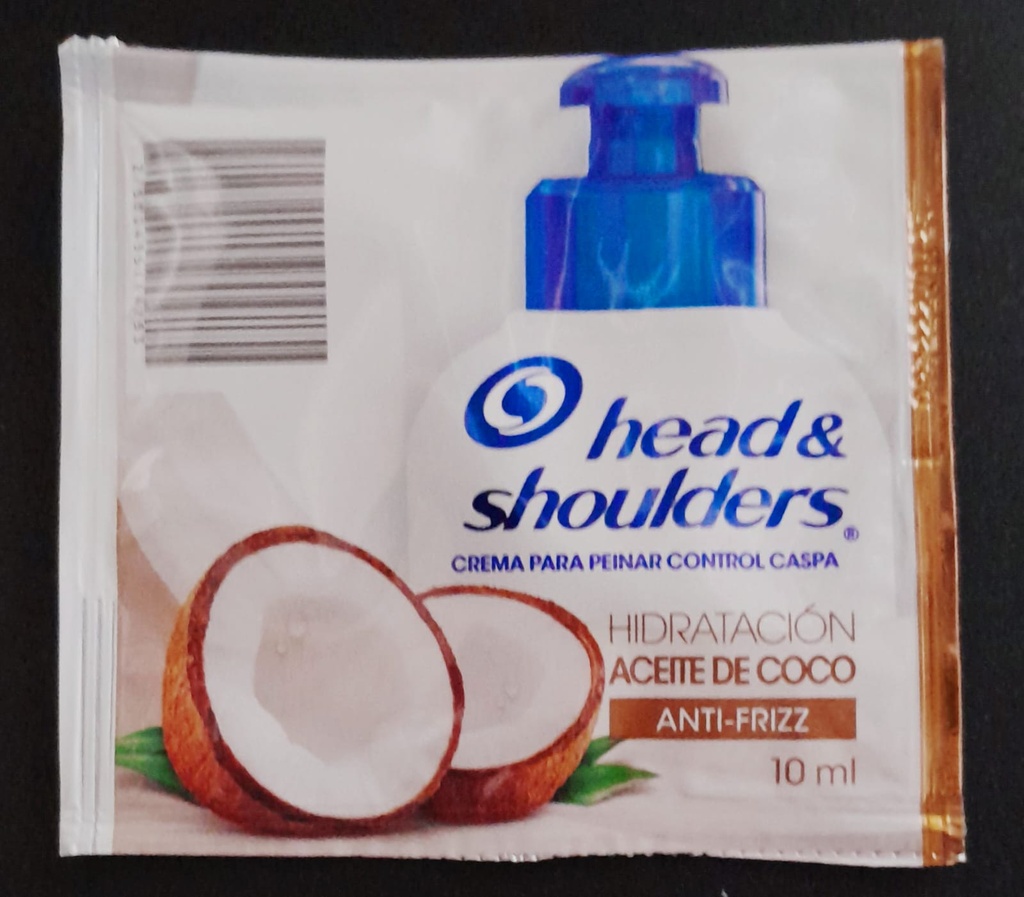 head &
shoulders®
CREMA PARA PEINAR CONTROL CASPA
HIDRATACIÓN
ACEITE DE COCO
ANTI-FRIZZ
10 ml